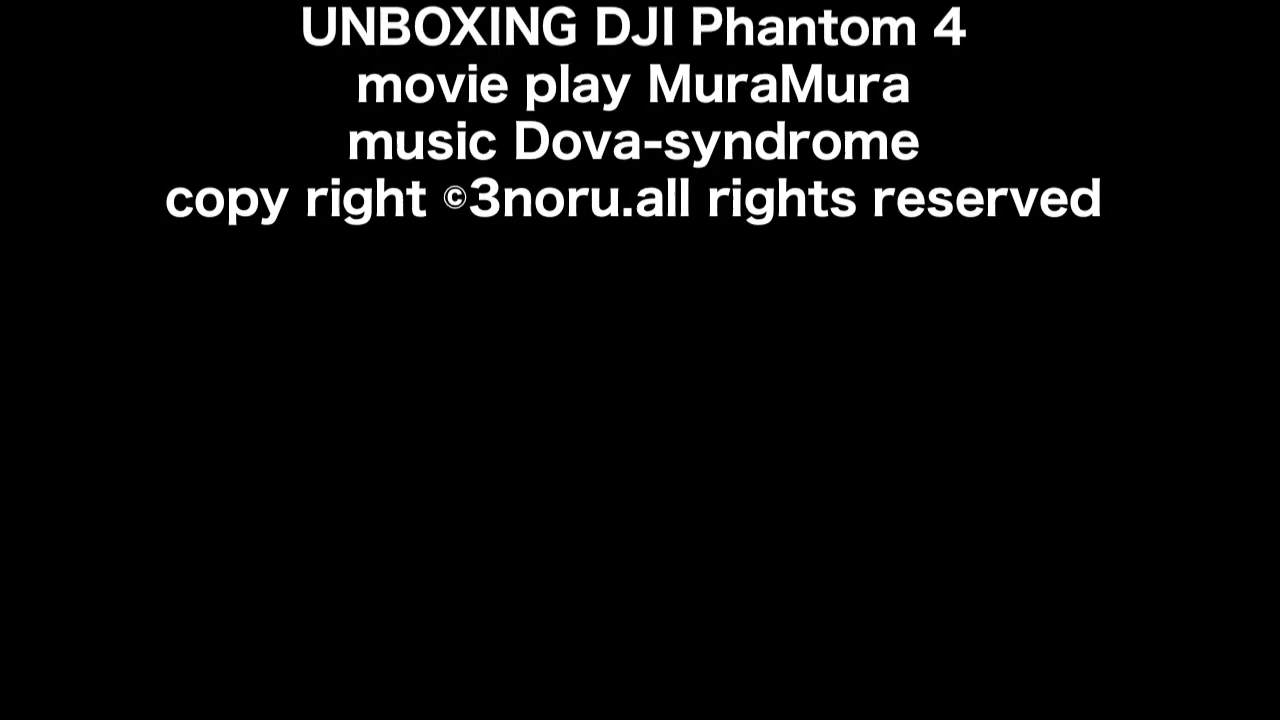 UNBOXING DJI Phantom 4
movie play MuraMura
music Dova-syndrome
copy right ©3noru.all rights reserved